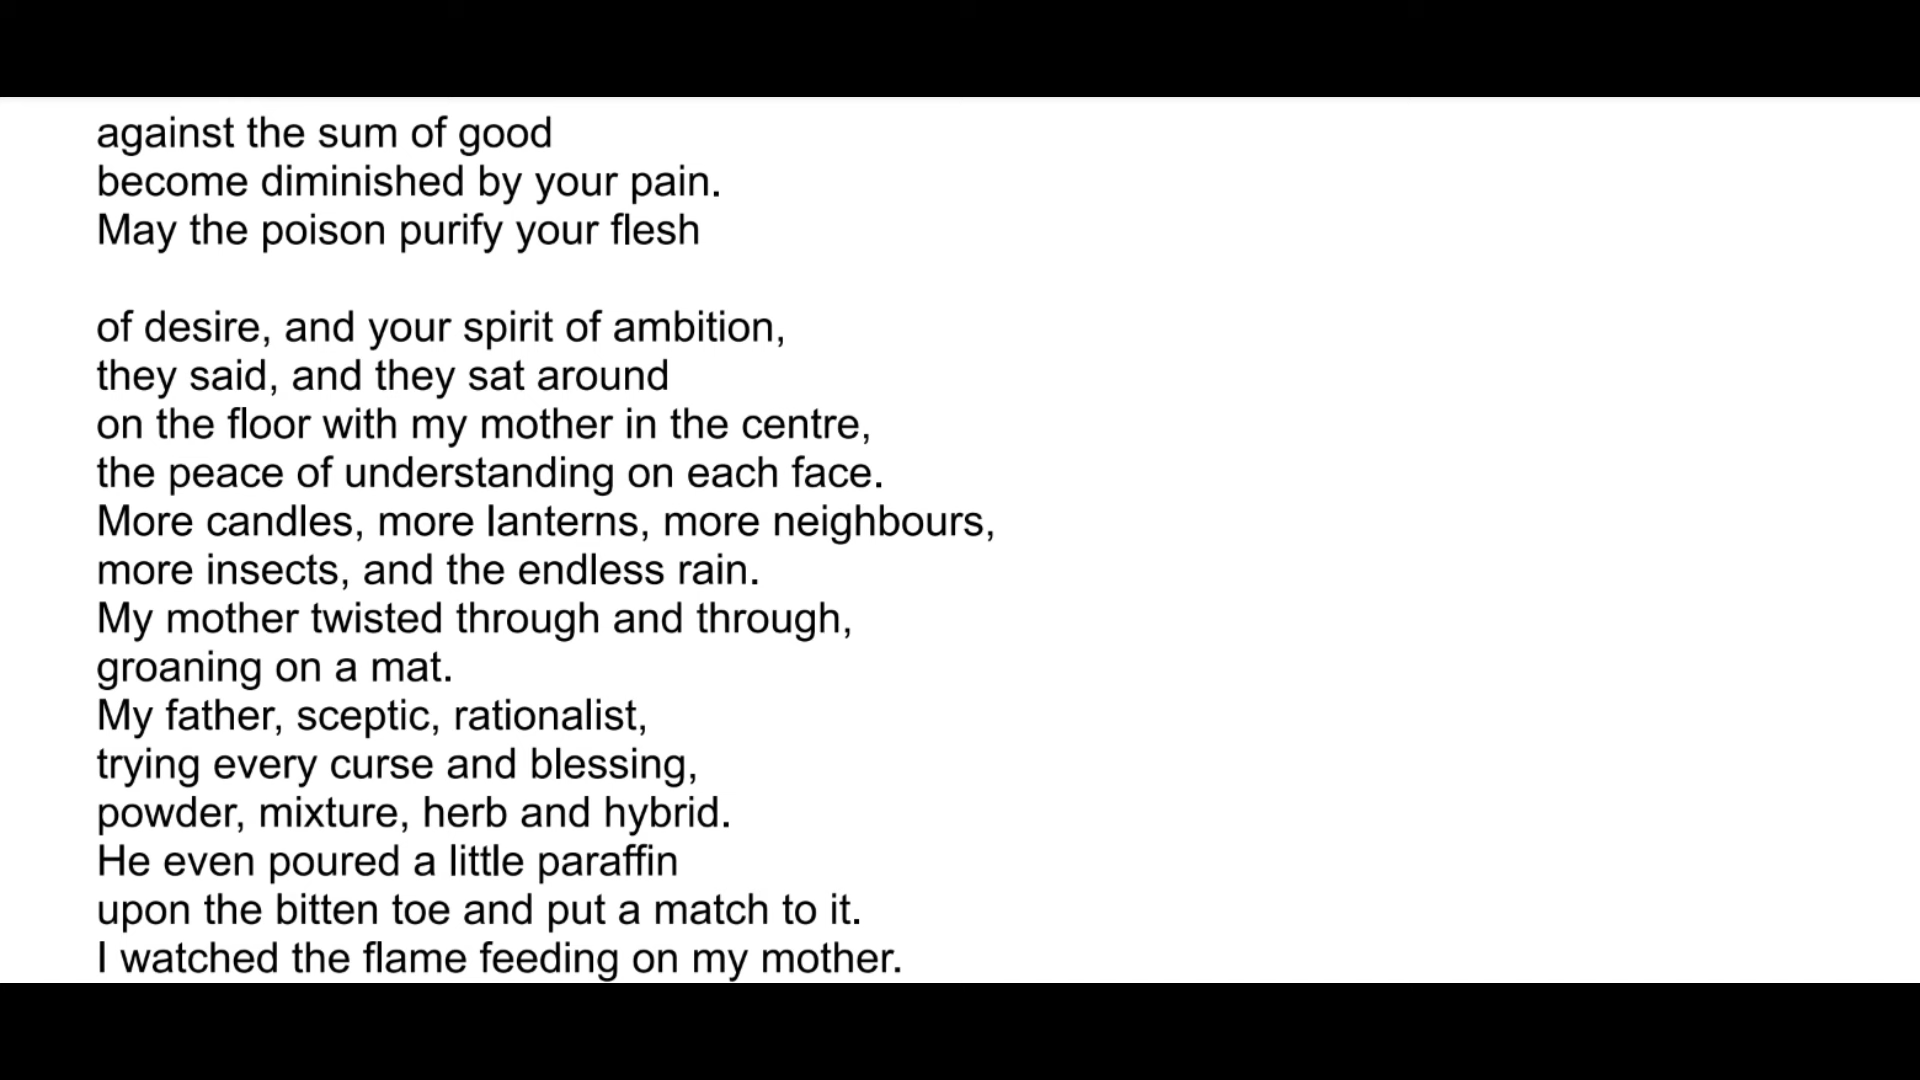 against the sum of good
become diminished by your pain.
May the poison purify your flesh
of desire, and your spirit of ambition,
they said, and they sat around
on the floor with my mother in the centre,
the peace of understanding on each face.
More candles, more lanterns, more neighbours,
more insects, and the endless rain.
My mother twisted through and through,
groaning on a mat.
My father, sceptic, rationalist,
trying every curse and blessing,
powder, mixture, herb and hybrid.
He even poured a little paraffin
upon the bitten toe and put a match to it.
I watched the flame feeding on my mother.